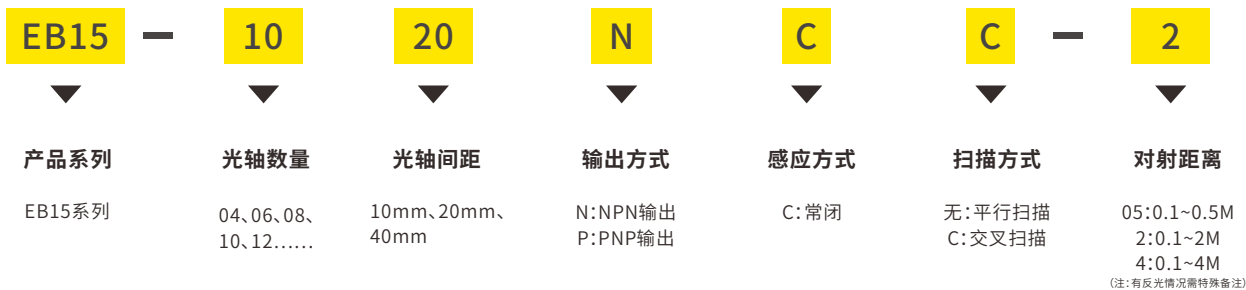 EB15 — 10 20 N C C — 2
产品系列 光轴数量 光轴间距 输出方式 感应方式 扫描方式 对射距离
EB15系列
04、06、08、
10、12……
10mm、20mm、
40mm
N:NPN输出
P:PNP输出
C:常闭
无:平行扫描
C:交叉扫描
05:0.1~0.5M
2:0.1~2M
4:0.1~4M
(注:有反光情况需特殊备注)